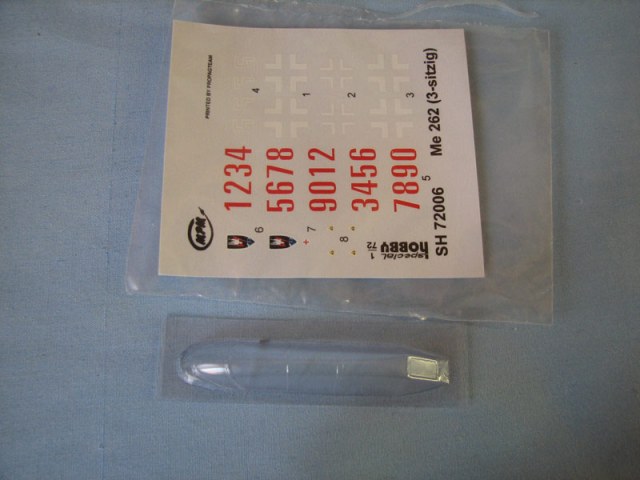 PRINTED BY PROPAGTEAM
4
1
2
3
1234
5678
9012
3456
7890
MPM
6
7
8
5
special
HOBBY
1
72
SH 72006
Me 262 (3-sitzig)